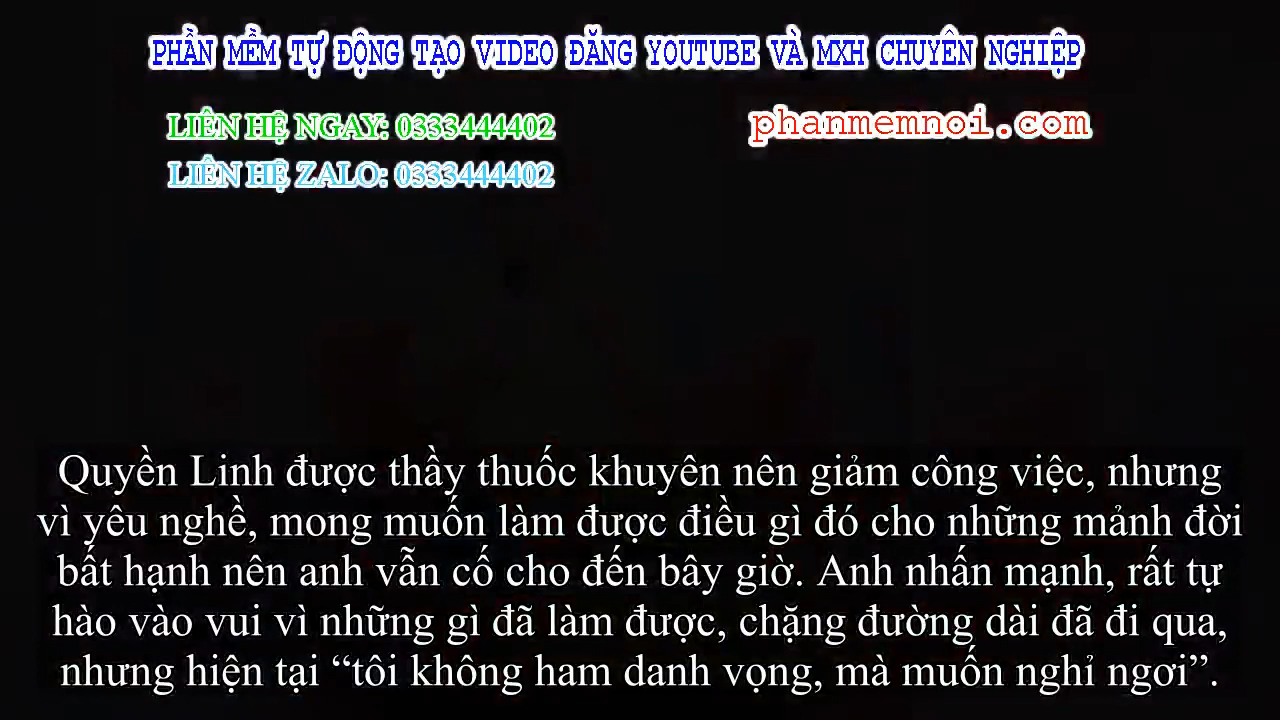 PHẦN MỀM TỰ ĐỘNG TẠO VIDEO ĐĂNG YOUTUBE VÀ MXH CHUYÊN NGHIỆP
LIÊN HỆ NGAY: 0333444402
phanmemnoi.com
LIÊN HỆ ZALO: 0333444402
Quyền Linh được thầy thuốc khuyên nên giảm công việc, nhưng
vì yêu nghề, mong muốn làm được điều gì đó cho những mảnh đời
bất hạnh nên anh vẫn cố cho đến bây giờ. Anh nhấn mạnh, rất tự
hào vào vui vì những gì đã làm được, chặng đường dài đã đi qua,
nhưng hiện tại “tôi không ham danh vọng, mà muốn nghỉ ngơi”.